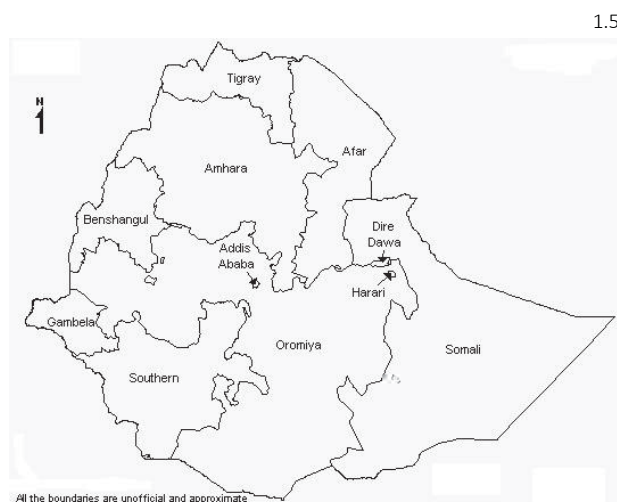 1.5
Tigray
N
Afar
Amhara
Benshangul
Dire
Dawa
Addis
Ababa
Harari
Gambela
Oromiya
Somali
Southern
All the boundaries are unofficial and approximate